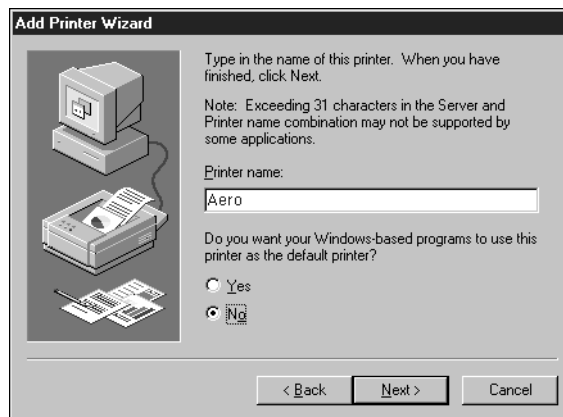 Add Printer Wizard
Type in the name of this printer. When you have
finished, click Next.
Note: Exceeding 31 characters in the Server and
Printer name combination may not be supported by
some applications.
Printer name:
Aero
Do you want your Windows-based programs to use this
printer as the default printer?
Yes
No
< Back Next > Cancel